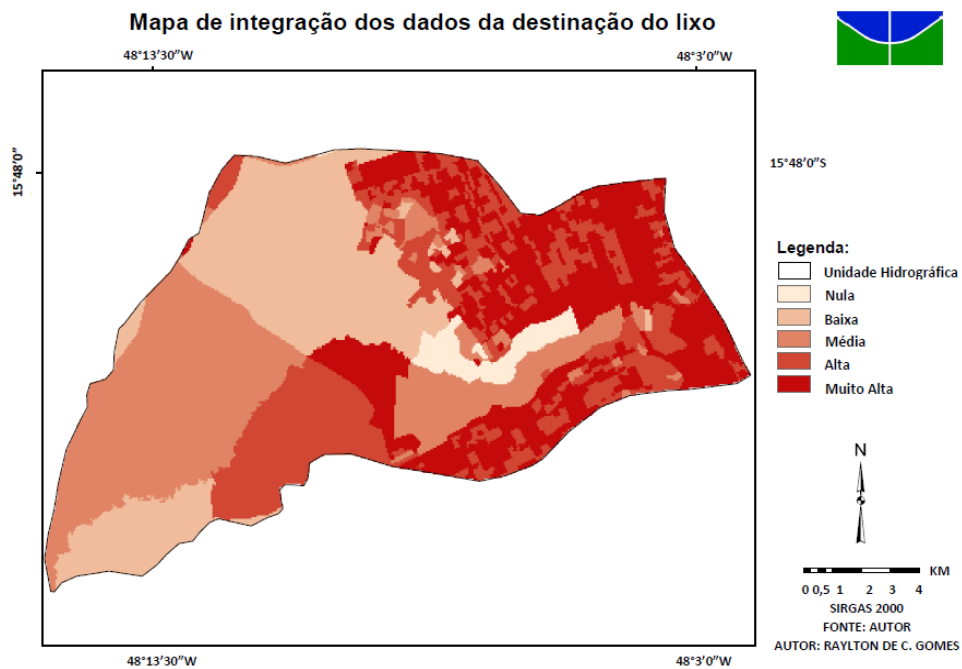 Mapa de integração dos dados da destinação do lixo
48°13'30"W
48°3'0"W
15°48'0"
15°48'0"S
Legenda:
Unidade Hidrográfica
Nula
Baixa
Média
Alta
Muito Alta
N
KM
0 0,5 1 2 3 4
SIRGAS 2000
FONTE: AUTOR
AUTOR: RAYLTON DE C. GOMES
48°13'30"W
48°3'0"W